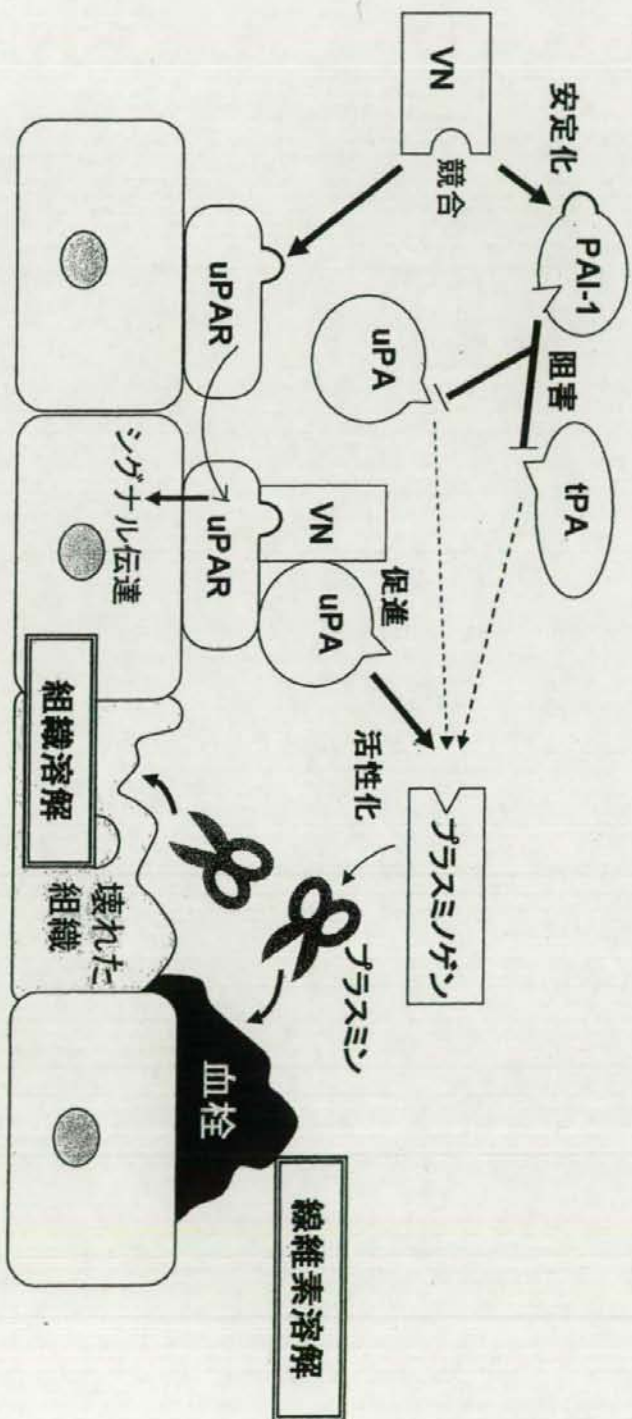 安定化
PAI-1
阻害
tPA
VN
競合
uPA
uPAR
VN
促進
uPA
uPAR
シグナル伝達
活性化
プラスミノゲン
プラスミン
組織溶解
壊れた
組織
血栓
線維素溶解